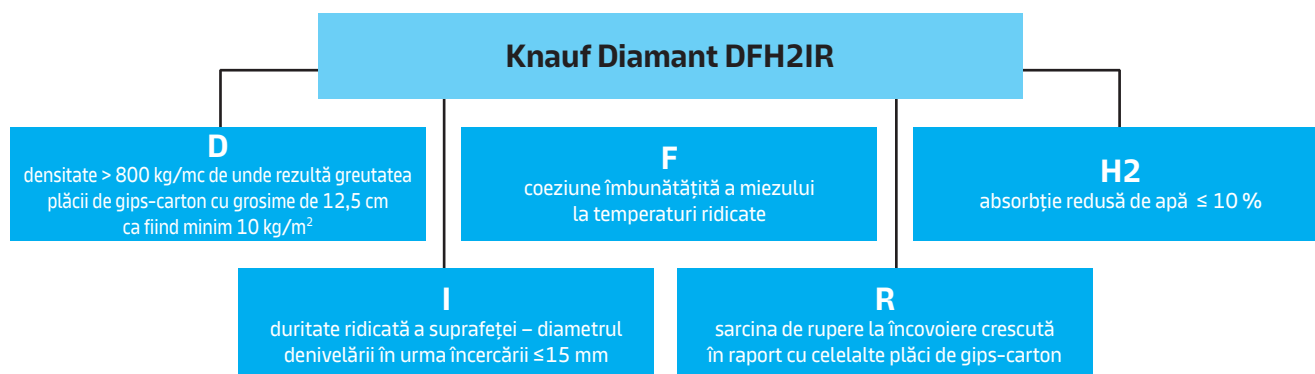 Knauf Diamant DFH2IR
D
densitate > 800 kg/mc de unde rezultă greutatea
plăcii de gips-carton cu grosime de 12,5 cm
ca fiind minim 10 kg/m²
F
coeziune îmbunătățită a miezului
la temperaturi ridicate
H2
absorbție redusă de apă ≤ 10 %
I
duritate ridicată a suprafeței – diametrul
denivelării în urma încercării ≤15 mm
R
sarcina de rupere la încovoiere crescută
în raport cu celelalte plăci de gips-carton